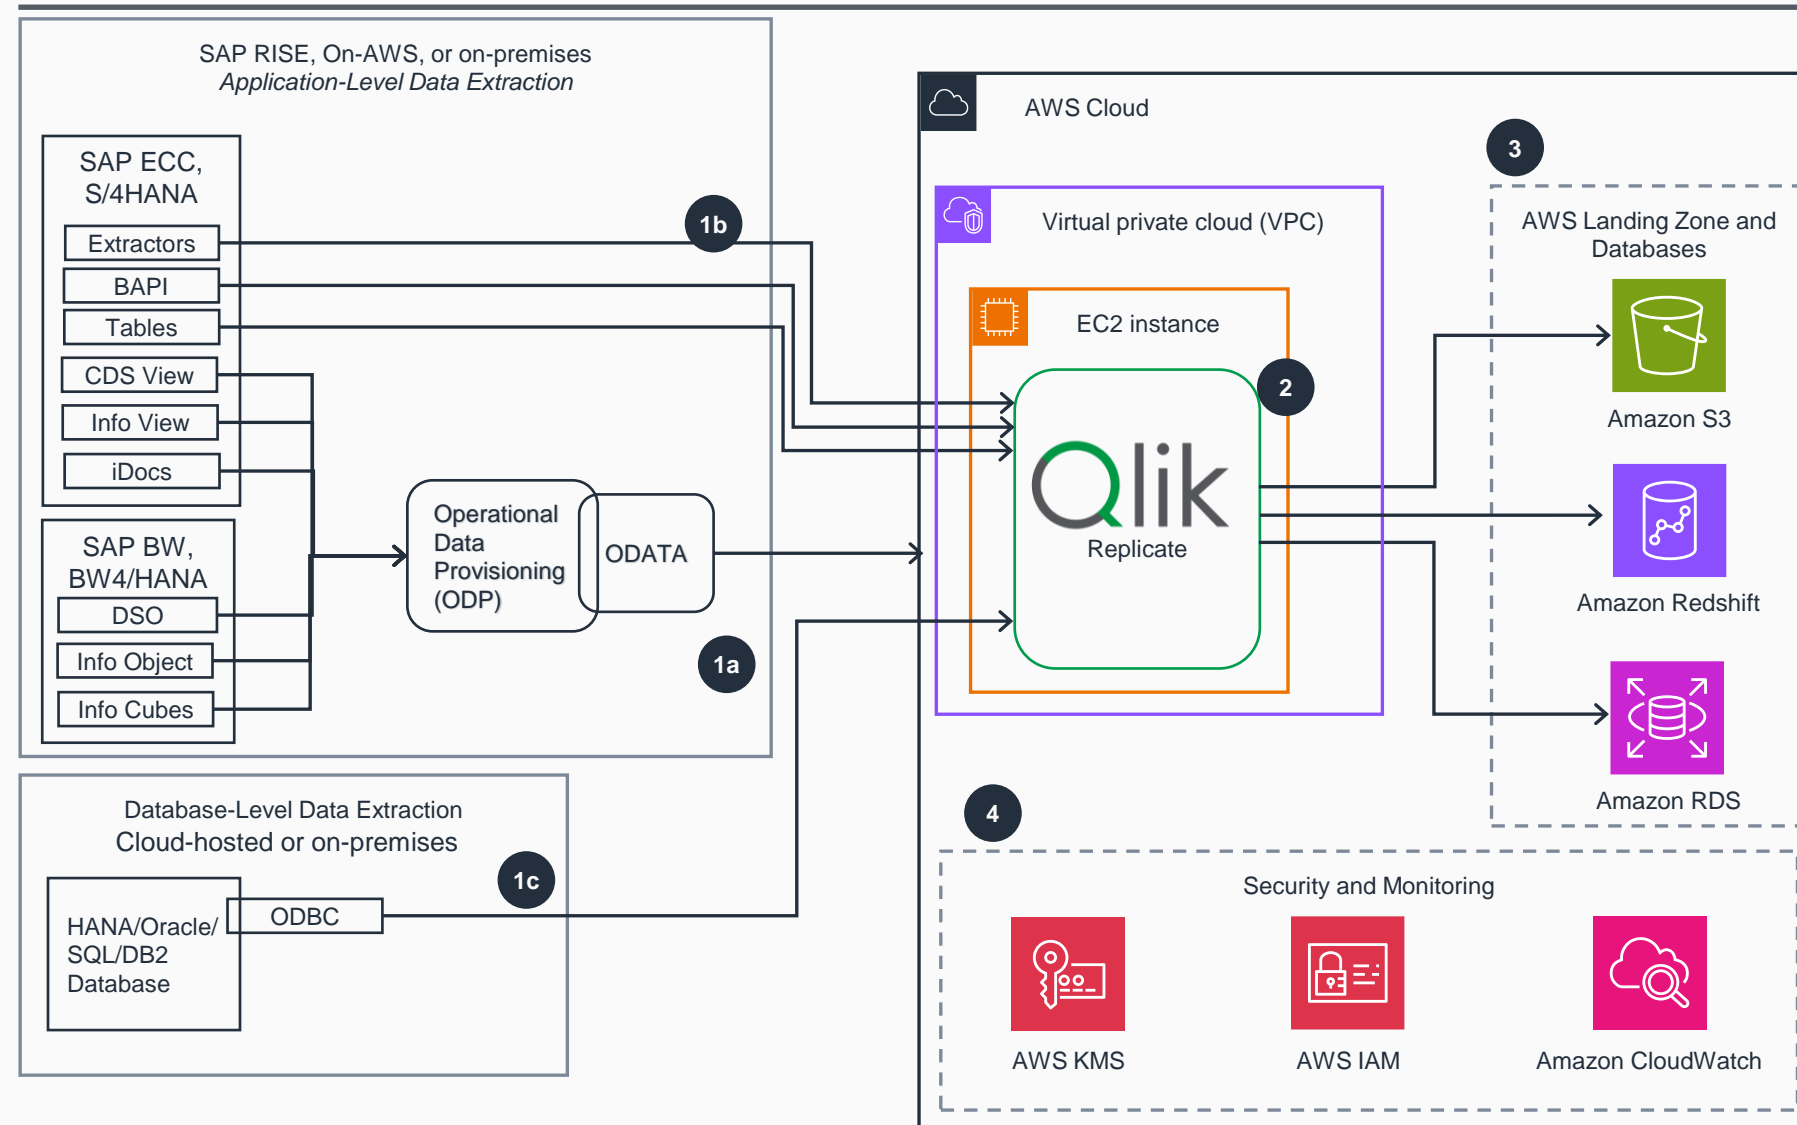 SAP RISE, On-AWS, or on-premises
Application-Level Data Extraction
SAP ECC,
S/4HANA
Extractors
BAPI
Tables
CDS View
Info View
iDocs
SAP BW,
BW4/HANA
DSO
Info Object
Info Cubes
Operational
Data
Provisioning
(ODP)
ODATA
1b
1a
Database-Level Data Extraction
Cloud-hosted or on-premises
1c
HANA/Oracle/
SQL/DB2
Database
ODBC
AWS Cloud
Virtual private cloud (VPC)
EC2 instance
2
Qlik
Replicate
3
AWS Landing Zone and
Databases
Amazon S3
Amazon Redshift
Amazon RDS
4
Security and Monitoring
AWS KMS
AWS IAM
Amazon CloudWatch